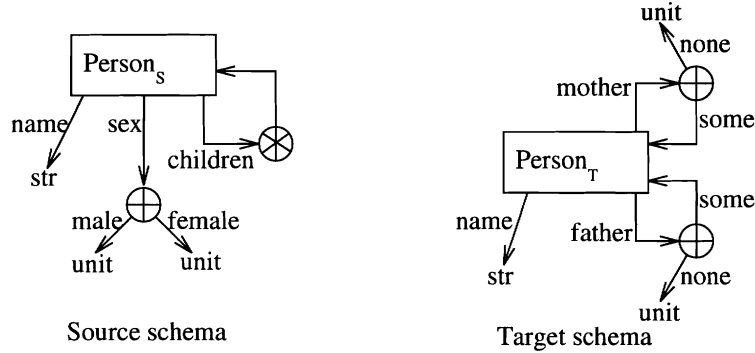 Person_S
name
sex
children
str
male
female
unit
unit
Source schema
unit
none
mother
some
Person_T
some
name
father
none
str
unit
Target schema